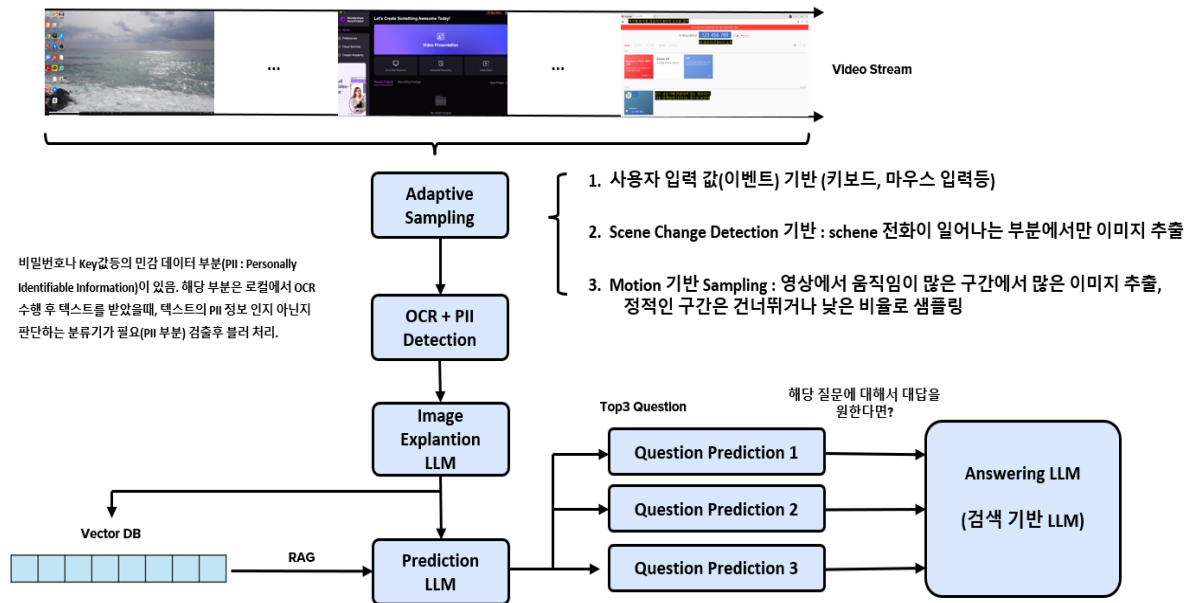 Let's Create Something Awesome Today!
Video Presentation
523 456 789
Video Stream
Adaptive
Sampling
1. 사용자 입력 값(이벤트) 기반 (키보드, 마우스 입력등)
2. Scene Change Detection 기반 : schene 전화이 일어나는 부분에서만 이미지 추출
3. Motion 기반 Sampling : 영상에서 움직임이 많은 구간에서 많은 이미지 추출,
정적인 구간은 건너뛰거나 낮은 비율로 샘플링
비밀번호나 Key값등의 민감 데이터 부분(PII : Personally
Identifiable Information)이 있음. 해당 부분은 로컬에서 OCR
수행 후 텍스트를 받았을때, 텍스트의 PII 정보 인지 아닌지
판단하는 분류기가 필요(PII 부분) 검출후 블러 처리.
OCR + PII
Detection
Image
Explantion
LLM
Top3 Question
해당 질문에 대해서 대답을
원한다면?
Question Prediction 1
Question Prediction 2
Question Prediction 3
Answering LLM
(검색 기반 LLM)
Vector DB
RAG
Prediction
LLM